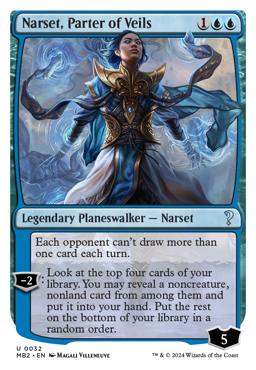 Narset, Parter of Veils 1
Legendary Planeswalker — Narset
Each opponent can't draw more than
one card each turn.
−2: Look at the top four cards of your
library. You may reveal a noncreature,
nonland card from among them and
put it into your hand. Put the rest
on the bottom of your library in a
random order.
5
U 0032
MB2 • EN Magali Villeneuve ™ & © 2024 Wizards of the Coast